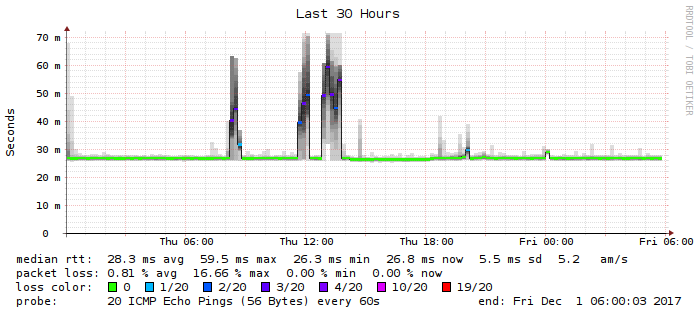 Last 30 Hours
RRDTOOL / TOBI OETIKER
Seconds
70 m
60 m
50 m
40 m
30 m
20 m
10 m
0
Thu 06:00 Thu 12:00 Thu 18:00 Fri 00:00 Fri 06:00
median rtt: 28.3 ms avg 59.5 ms max 26.3 ms min 26.8 ms now 5.5 ms sd 5.2 am/s
packet loss: 0.81 % avg 16.66 % max 0.00 % min 0.00 % now
loss color: 0 1/20 2/20 3/20 4/20 10/20 19/20
probe: 20 ICMP Echo Pings (56 Bytes) every 60s end: Fri Dec 1 06:00:03 2017